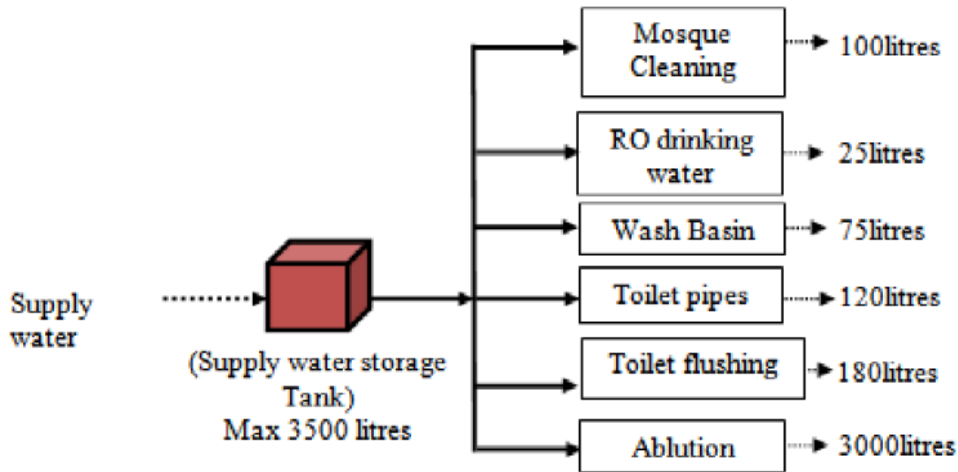 Mosque
Cleaning
100litres
RO drinking
water
25litres
Wash Basin
75litres
Supply
water
Toilet pipes
120litres
(Supply water storage
Tank)
Max 3500 litres
Toilet flushing
180litres
Ablution
3000litres